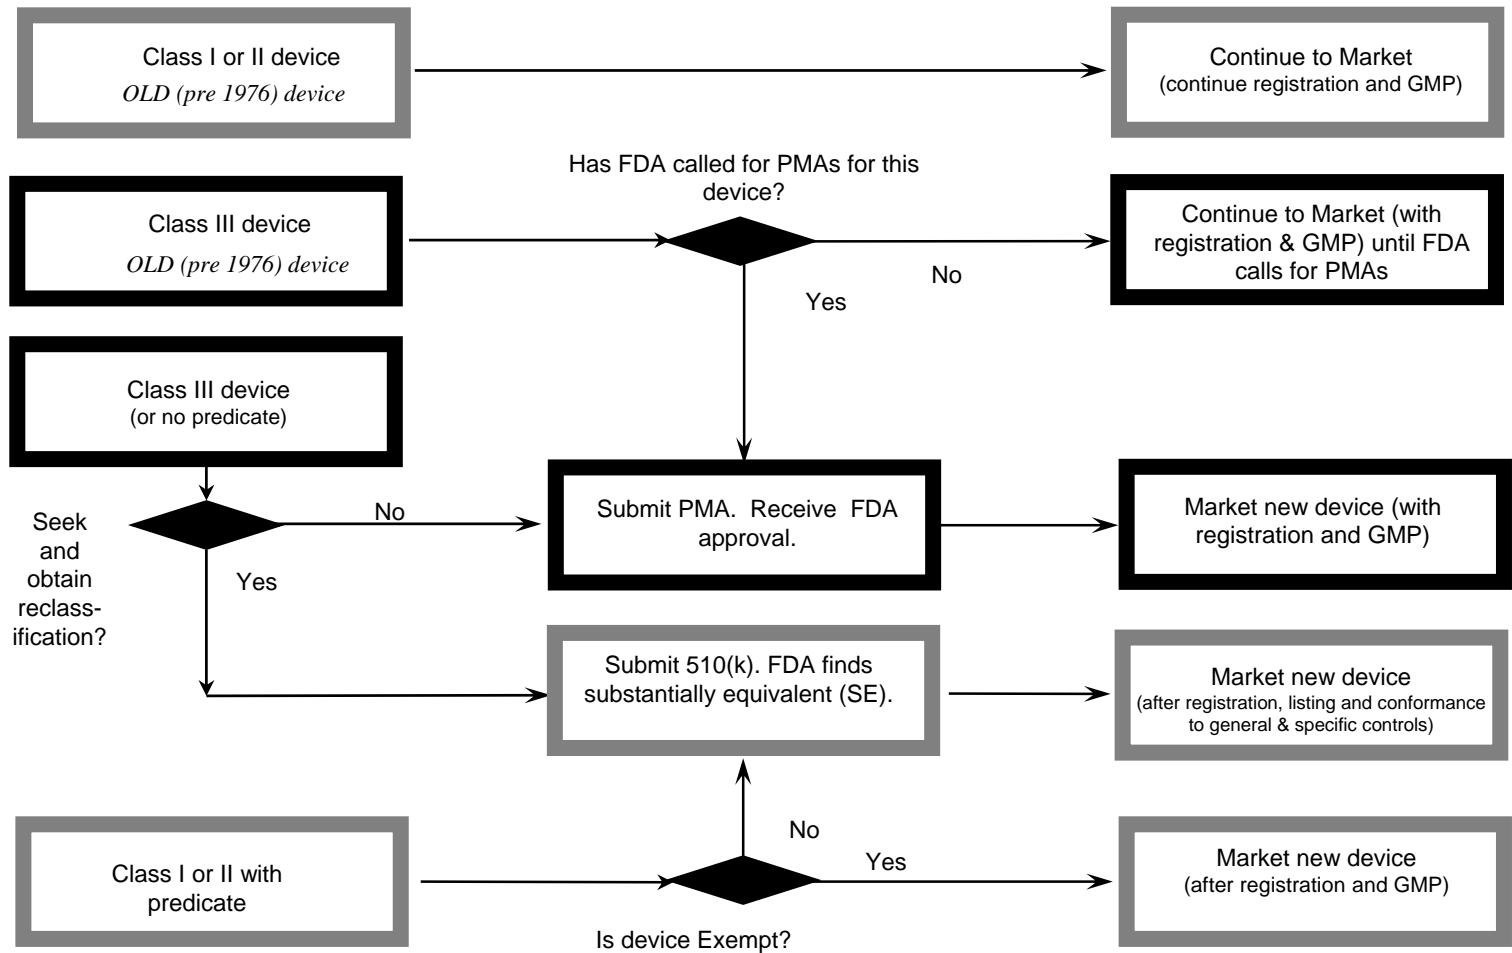 Class I or II device
OLD (pre 1976) device
Continue to Market
(continue registration and GMP)
Has FDA called for PMAs for this
device?
Class III device
OLD (pre 1976) device
Continue to Market (with
registration & GMP) until FDA
calls for PMAs
No
Yes
Class III device
(or no predicate)
Seek
and
obtain
reclass-
ification?
No
Yes
Submit PMA. Receive FDA
approval.
Market new device (with
registration and GMP)
Submit 510(k). FDA finds
substantially equivalent (SE).
Market new device
(after registration, listing and conformance
to general & specific controls)
Class I or II with
predicate
No
Yes
Is device Exempt?
Market new device
(after registration and GMP)